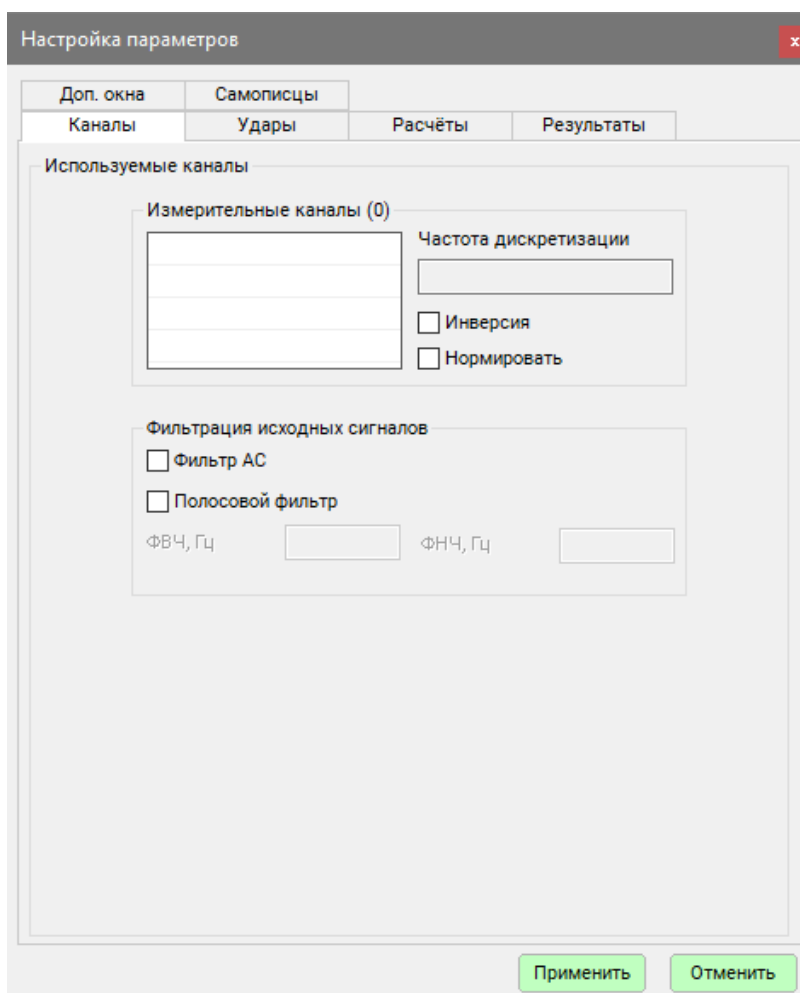 Настройка параметров
x
Доп. окна Самописцы
Каналы Удары Расчёты Результаты
Используемые каналы
Измерительные каналы (0)
Частота дискретизации
Инверсия
Нормировать
Фильтрация исходных сигналов
Фильтр АС
Полосовой фильтр
ФВЧ, Гц ФНЧ, Гц
Применить Отменить